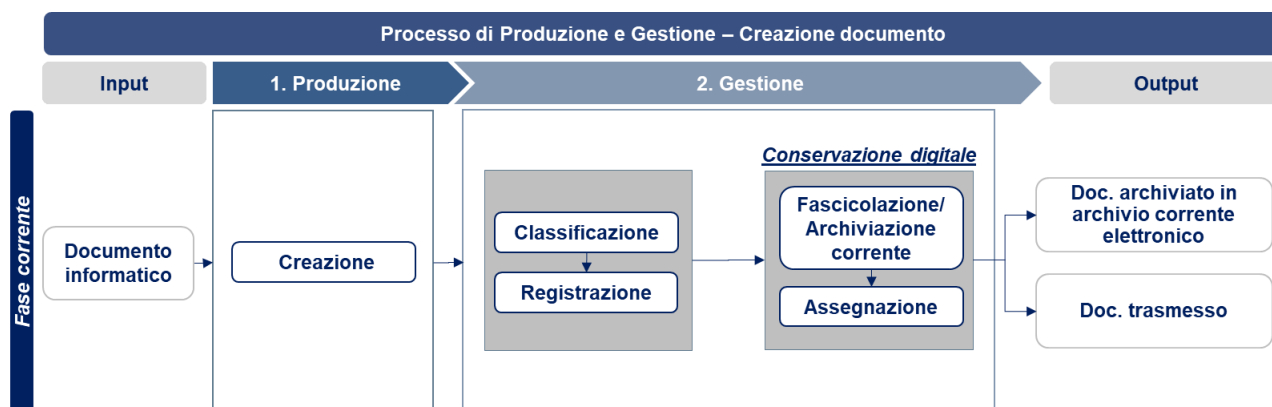 Processo di Produzione e Gestione – Creazione documento
Input
1. Produzione
2. Gestione
Output
Fase corrente
Documento
informatico
Creazione
Classificazione
Registrazione
Conservazione digitale
Fascicolazione/
Archiviazione
corrente
Assegnazione
Doc. archiviato in
archivio corrente
elettronico
Doc. trasmesso